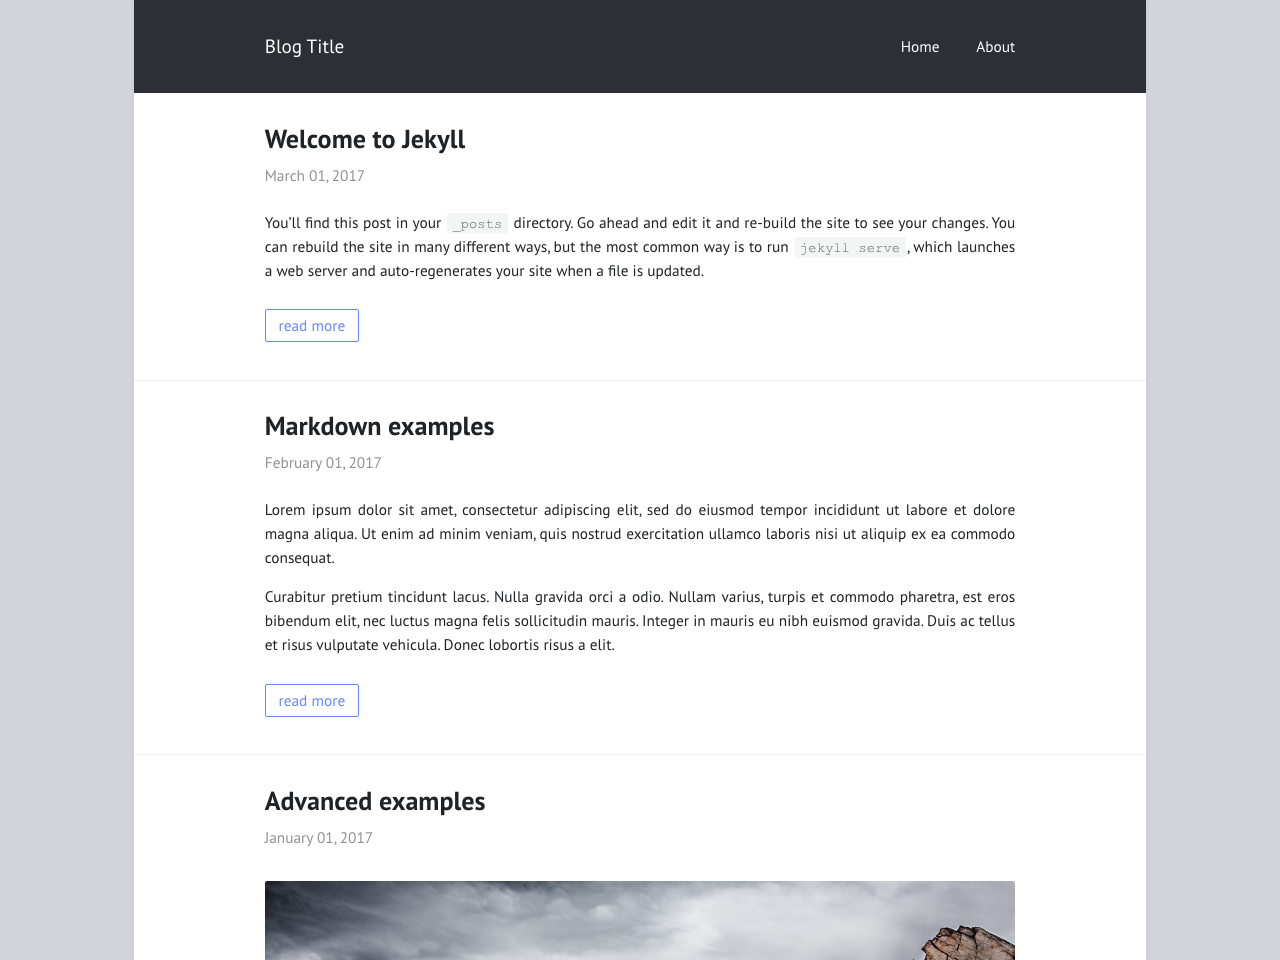 Blog Title
Home About
Welcome to Jekyll
March 01, 2017
You’ll find this post in your _posts directory. Go ahead and edit it and re-build the site to see your changes. You
can rebuild the site in many different ways, but the most common way is to run jekyll serve, which launches
a web server and auto-regenerates your site when a file is updated.
read more
Markdown examples
February 01, 2017
Lorem ipsum dolor sit amet, consectetur adipiscing elit, sed do eiusmod tempor incididunt ut labore et dolore
magna aliqua. Ut enim ad minim veniam, quis nostrud exercitation ullamco laboris nisi ut aliquip ex ea commodo
consequat.
Curabitur pretium tincidunt lacus. Nulla gravida orci a odio. Nullam varius, turpis et commodo pharetra, est eros
bibendum elit, nec luctus magna felis sollicitudin mauris. Integer in mauris eu nibh euismod gravida. Duis ac tellus
et risus vulputate vehicula. Donec lobortis risus a elit.
read more
Advanced examples
January 01, 2017